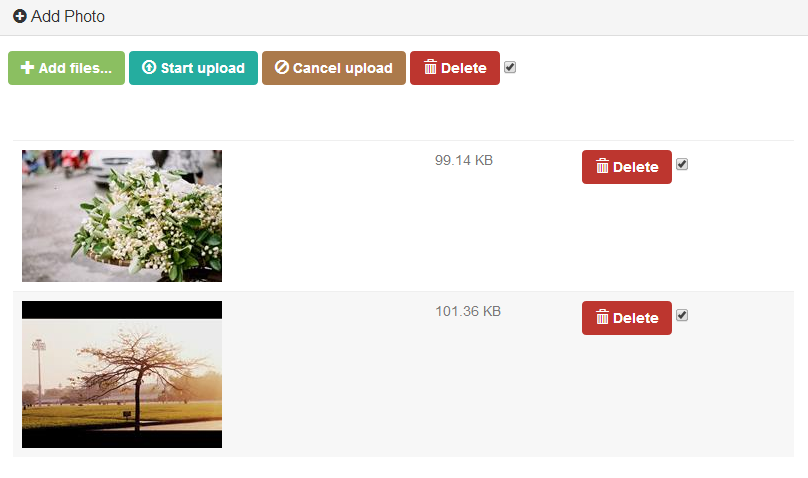 Add Photo
Add files... Start upload Cancel upload Delete
99.14 KB Delete
101.36 KB Delete